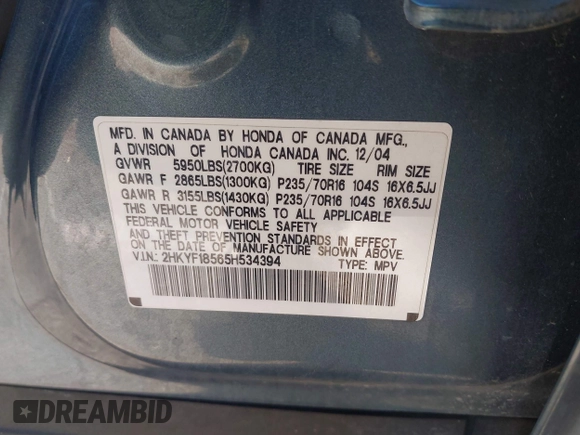 MFD. IN CANADA BY HONDA OF CANADA MFG.,
A DIVISION OF HONDA CANADA INC. 12/04
GVWR 5950LBS(2700KG) TIRE SIZE RIM SIZE
GAWR F 2865LBS(1300KG) P235/70R16 104S 16X6.5JJ
GAWR R 3155LBS(1430KG) P235/70R16 104S 16X6.5JJ
THIS VEHICLE CONFORMS TO ALL APPLICABLE
FEDERAL MOTOR VEHICLE SAFETY
AND THEFT PREVENTION STANDARDS IN EFFECT
ON THE DATE OF MANUFACTURE SHOWN ABOVE.
V.I.N.: 2HKYF18565H534394 TYPE: MPV
DREAMBID